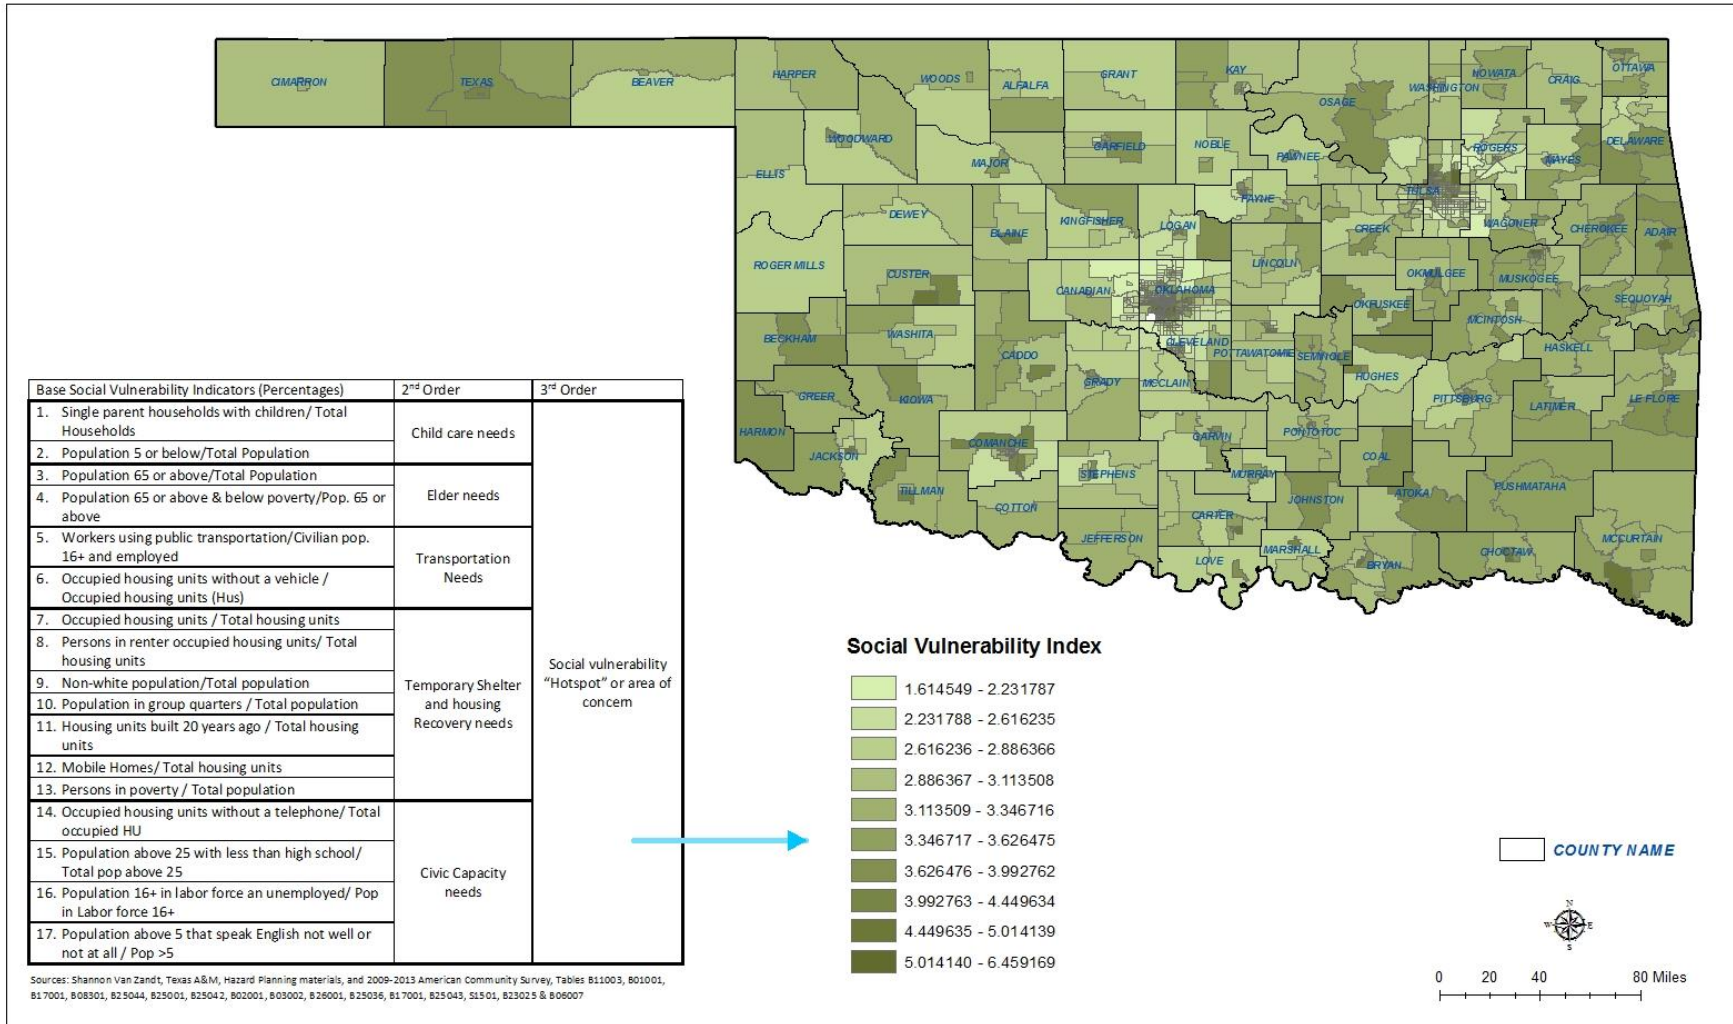 CIMARRON
TEXAS
BEAVER
HARPER
WOODS
ALFALFA
GRANT
KAY
OSAGE
WASHINGTON
NOWATA
CRAIG
OTTAWA
WOODWARD
ELLIS
MAJOR
GARFIELD
NOBLE
PAWNEE
ROGERS
MAYES
DELAWARE
TULSA
DEWEY
BLAINE
KINGFISHER
LOGAN
PAYNE
CREEK
WAGONER
CHEROKEE
ADAIR
ROGER MILLS
CUSTER
CANADIAN
OKLAHOMA
LINCOLN
OKMULGEE
MUSKOGEE
SEQUOYAH
OKFUSKEE
MCINTOSH
BECKHAM
WASHITA
CADDO
GRADY
MCCLAIN
CLEVELAND
POTTAWATOMIE
SEMINOLE
HUGHES
HASKELL
PITTSBURG
LATIMER
LE FLORE
GREER
KIOWA
HARMON
JACKSON
COMANCHE
STEPHENS
GARVIN
MURRAY
PONTOTOC
COAL
TILLMAN
COTTON
JEFFERSON
CARTER
LOVE
MARSHALL
JOHNSTON
ATOKA
BRYAN
PUSHMATAHA
CHOCTAW
MCCURTAIN
Base Social Vulnerability Indicators (Percentages)
2nd Order
3rd Order
1. Single parent households with children/ Total
Households
2. Population 5 or below/Total Population
Child care needs
3. Population 65 or above/Total Population
4. Population 65 or above & below poverty/Pop. 65 or
above
Elder needs
5. Workers using public transportation/Civilian pop.
16+ and employed
6. Occupied housing units without a vehicle /
Occupied housing units (Hus)
Transportation
Needs
7. Occupied housing units / Total housing units
8. Persons in renter occupied housing units/ Total
housing units
9. Non-white population/Total population
10. Population in group quarters / Total population
11. Housing units built 20 years ago / Total housing
units
12. Mobile Homes/ Total housing units
13. Persons in poverty / Total population
Temporary Shelter
and housing
Recovery needs
14. Occupied housing units without a telephone/ Total
occupied HU
15. Population above 25 with less than high school/
Total pop above 25
16. Population 16+ in labor force an unemployed/ Pop
in Labor force 16+
17. Population above 5 that speak English not well or
not at all / Pop >5
Civic Capacity
needs
Social vulnerability
"Hotspot" or area of
concern
Sources: Shannon Van Zandt, Texas A&M, Hazard Planning materials, and 2009-2013 American Community Survey, Tables B11003, B01001,
B17001, B08301, B25044, B25001, B25042, B02001, B03002, B26001, B25036, B17001, B25043, S1501, B23025 & B06007
Social Vulnerability Index
1.614549 - 2.231787
2.231788 - 2.616235
2.616236 - 2.886366
2.886367 - 3.113508
3.113509 - 3.346716
3.346717 - 3.626475
3.626476 - 3.992762
3.992763 - 4.449634
4.449635 - 5.014139
5.014140 - 6.459169
COUNTY NAME
N
W E
S
0 20 40 80 Miles